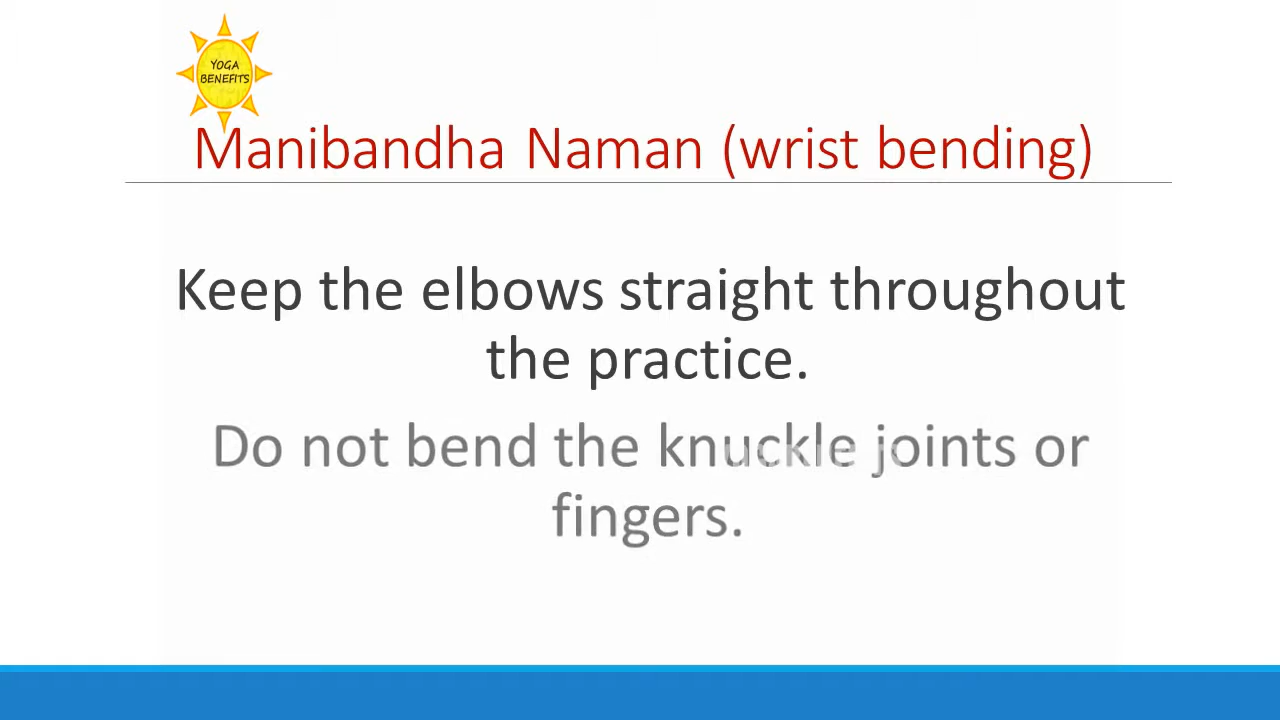 YOGA
BENEFITS
Manibandha Naman (wrist bending)
Keep the elbows straight throughout
the practice.
Do not bend the knuckle joints or
fingers.